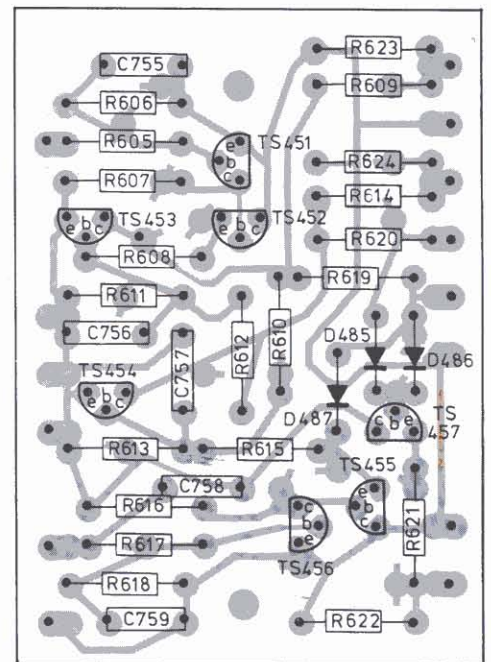 R623
C755
R609
R606
R605
TS451
e
b
c
R624
R607
R614
e b c
TS453
e b c
TS452
R620
R608
R619
R611
C756
C757
R612
R610
D485
D486
TS454
e b c
D487
c b e
TS
457
R613
R615
TS455
C758
e
b
c
R616
c
b
e
R621
R617
TS456
R618
C759
R622